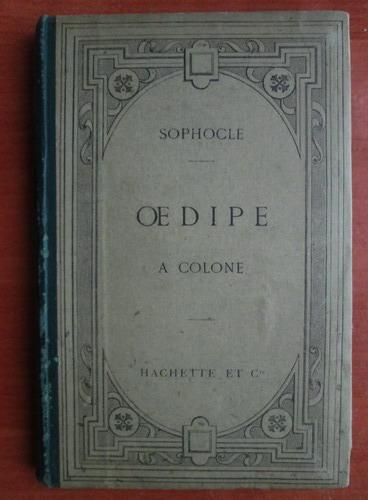 SOPHOCLE
ŒDIPE
A COLONE
HACHETTE ET Cie